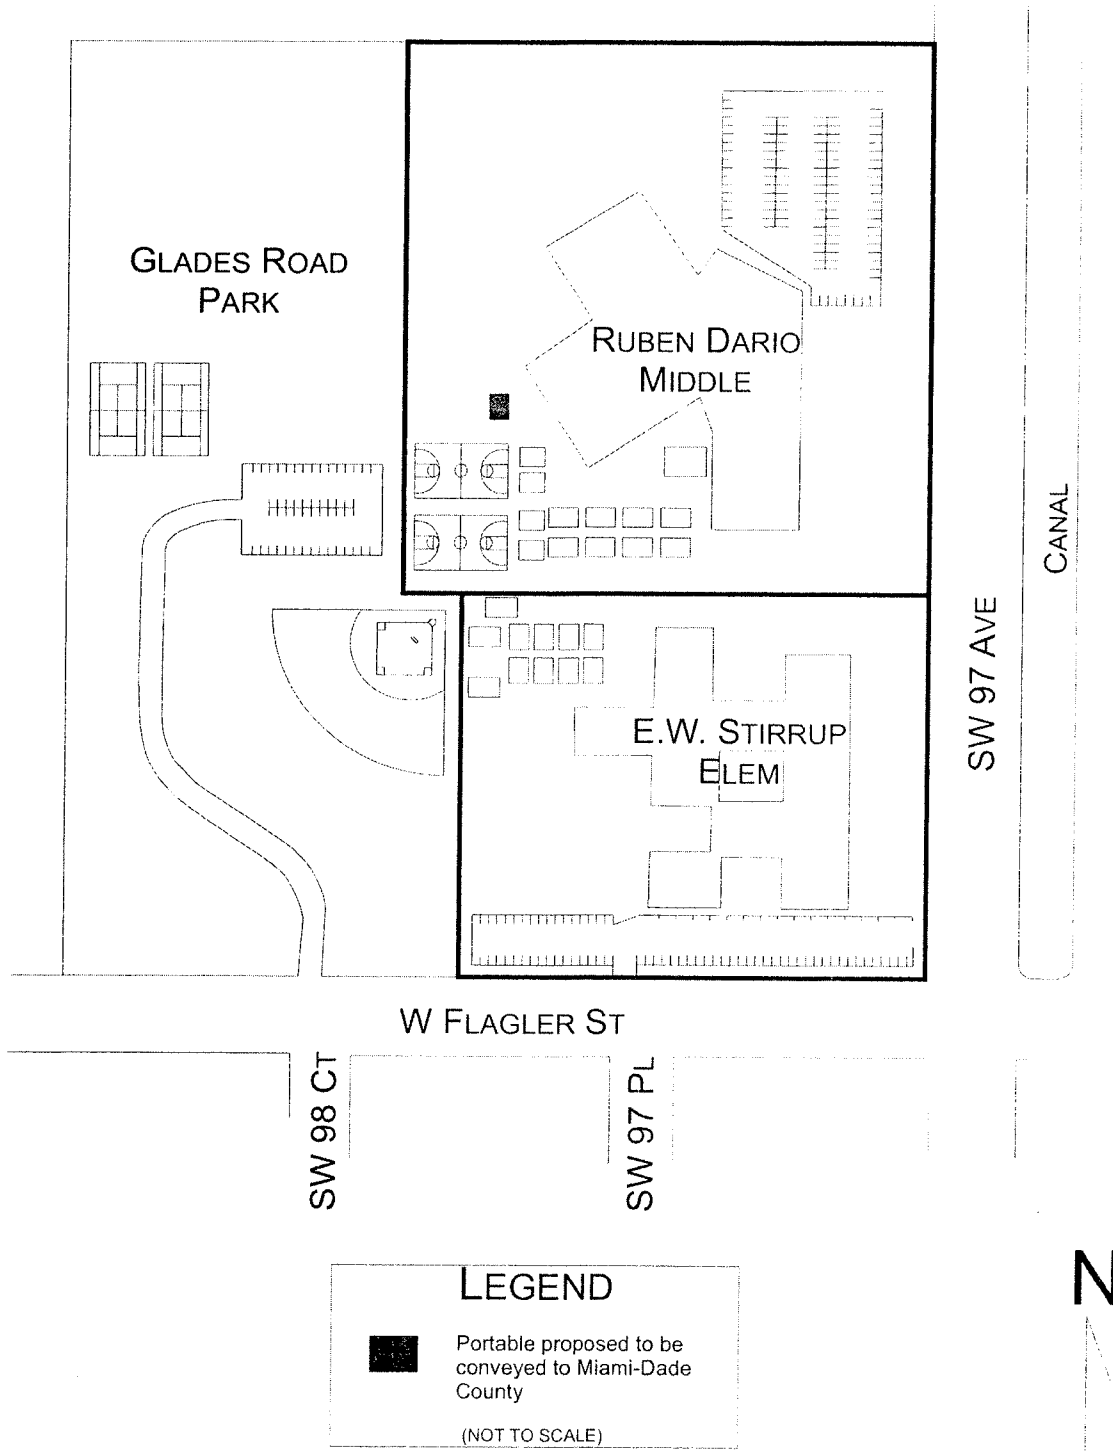 GLADES ROAD
PARK
RUBEN DARIO
MIDDLE
CANAL
SW 97 AVE
E.W. STIRRUP
ELEM
W FLAGLER ST
SW 98 CT
SW 97 PL
N
LEGEND
Portable proposed to be
conveyed to Miami-Dade
County
(NOT TO SCALE)